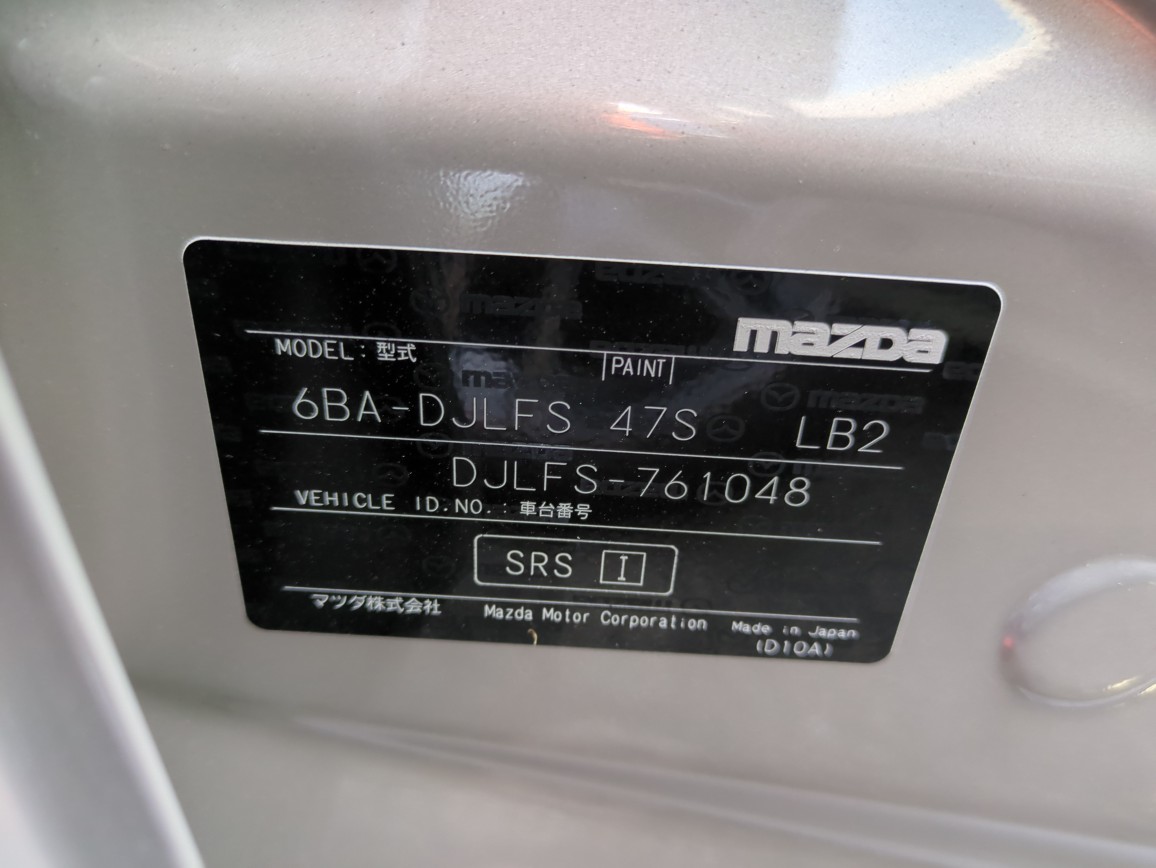 mazda
MODEL : 型式 PAINT
6BA-DJLFS 47S LB2
DJLFS-761048
VEHICLE ID.NO. : 車台番号
SRS I
マツダ株式会社 Mazda Motor Corporation Made in Japan
(D10A)